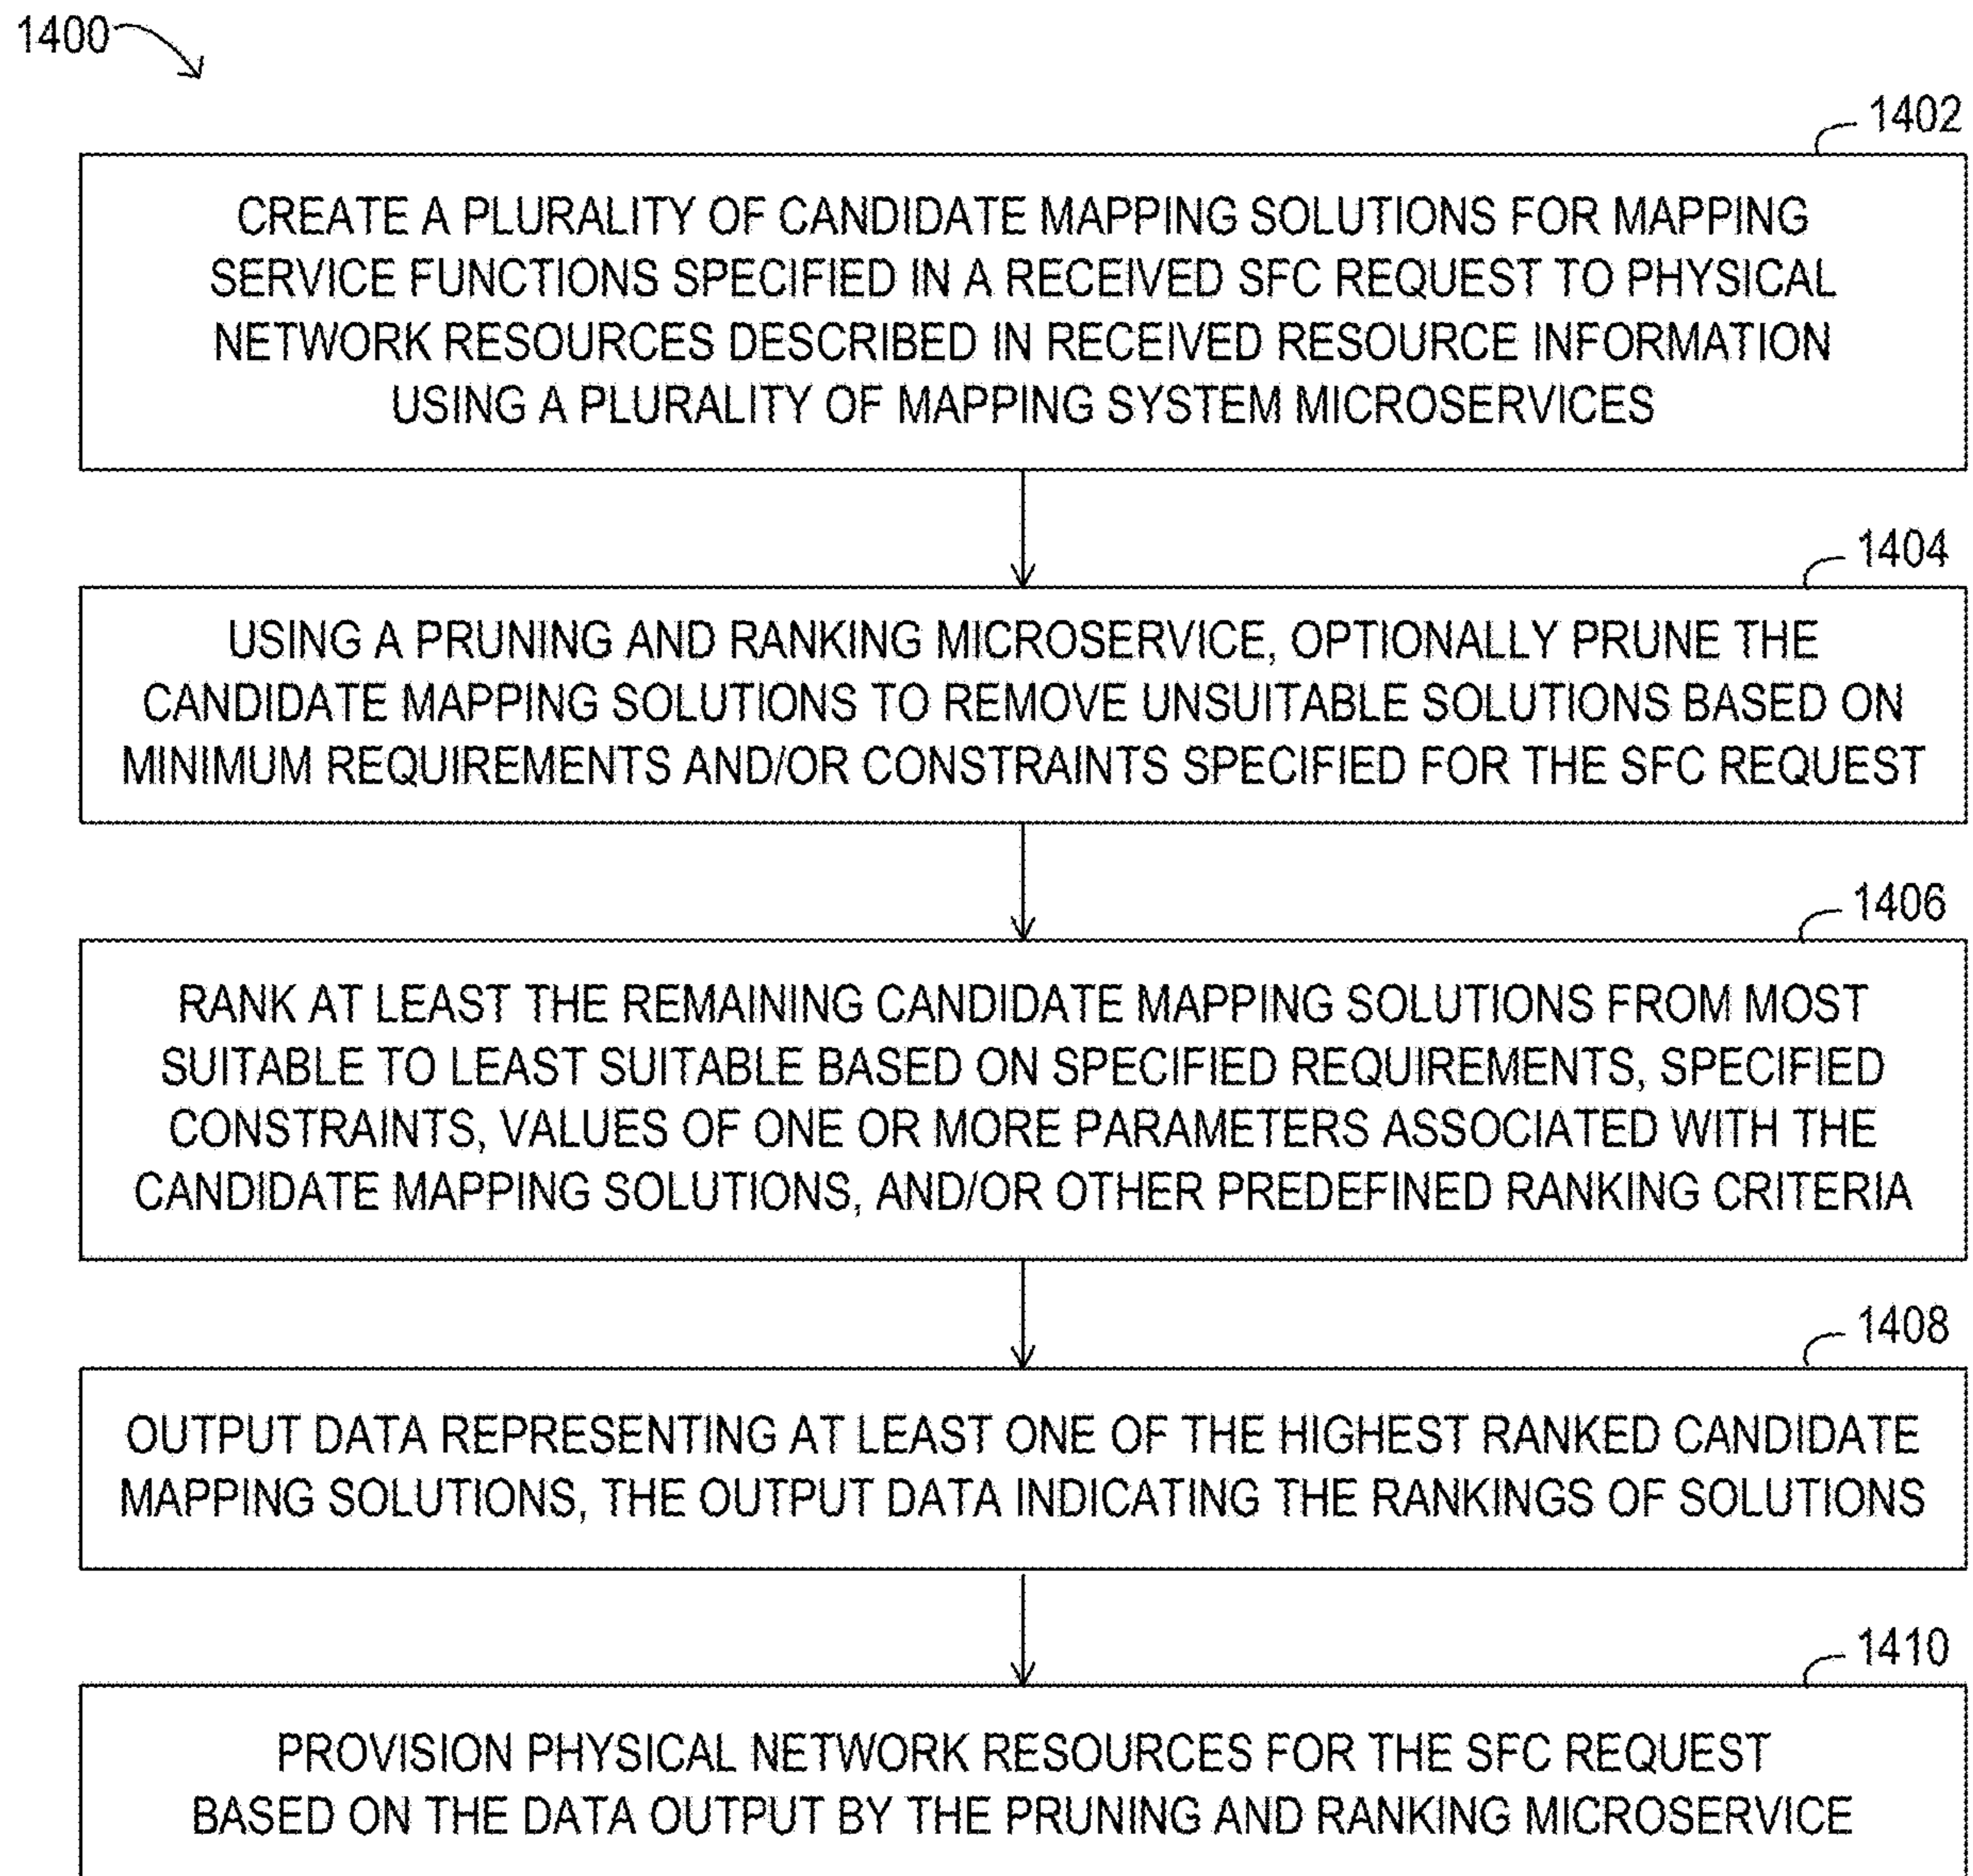 1400
1402
CREATE A PLURALITY OF CANDIDATE MAPPING SOLUTIONS FOR MAPPING
SERVICE FUNCTIONS SPECIFIED IN A RECEIVED SFC REQUEST TO PHYSICAL
NETWORK RESOURCES DESCRIBED IN RECEIVED RESOURCE INFORMATION
USING A PLURALITY OF MAPPING SYSTEM MICROSERVICES
1404
USING A PRUNING AND RANKING MICROSERVICE, OPTIONALLY PRUNE THE
CANDIDATE MAPPING SOLUTIONS TO REMOVE UNSUITABLE SOLUTIONS BASED ON
MINIMUM REQUIREMENTS AND/OR CONSTRAINTS SPECIFIED FOR THE SFC REQUEST
1406
RANK AT LEAST THE REMAINING CANDIDATE MAPPING SOLUTIONS FROM MOST
SUITABLE TO LEAST SUITABLE BASED ON SPECIFIED REQUIREMENTS, SPECIFIED
CONSTRAINTS, VALUES OF ONE OR MORE PARAMETERS ASSOCIATED WITH THE
CANDIDATE MAPPING SOLUTIONS, AND/OR OTHER PREDEFINED RANKING CRITERIA
1408
OUTPUT DATA REPRESENTING AT LEAST ONE OF THE HIGHEST RANKED CANDIDATE
MAPPING SOLUTIONS, THE OUTPUT DATA INDICATING THE RANKINGS OF SOLUTIONS
1410
PROVISION PHYSICAL NETWORK RESOURCES FOR THE SFC REQUEST
BASED ON THE DATA OUTPUT BY THE PRUNING AND RANKING MICROSERVICE